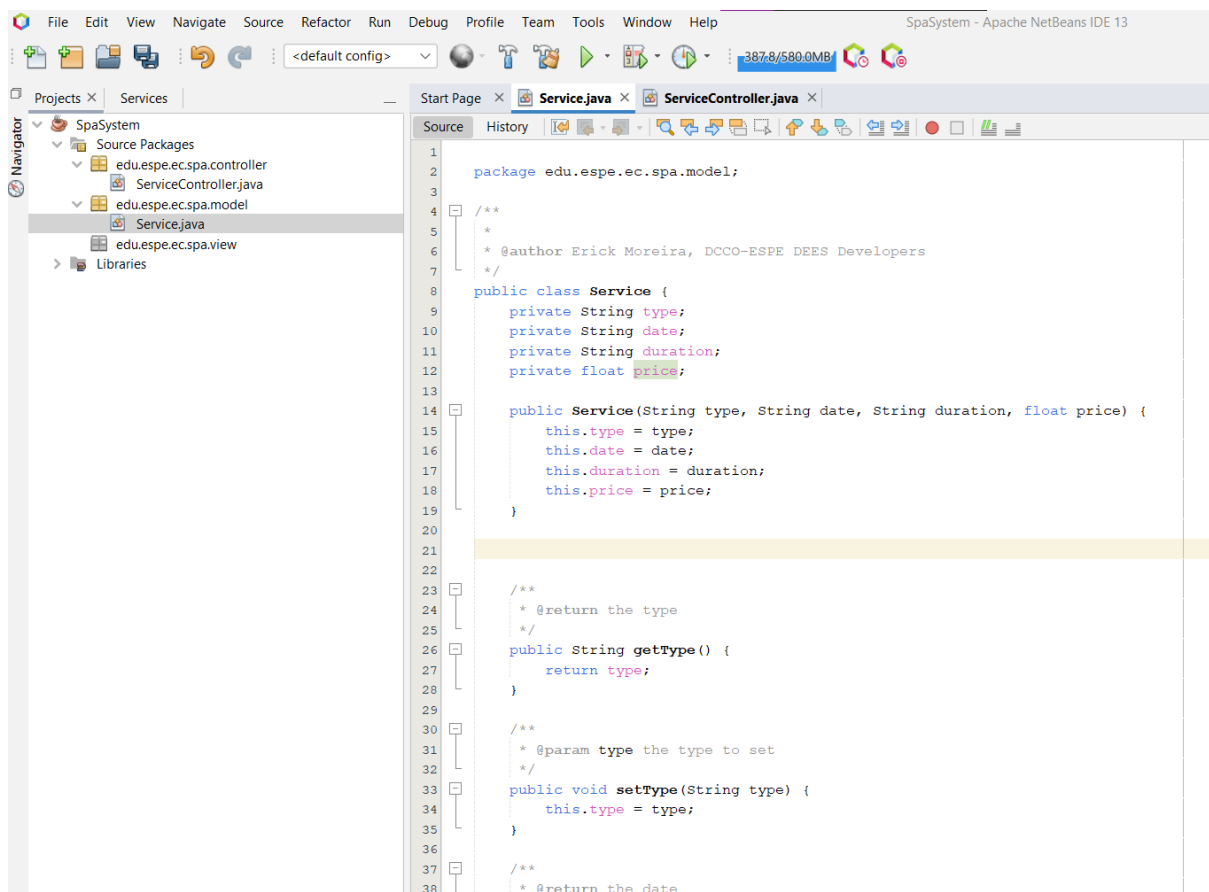 File Edit View Navigate Source Refactor Run Debug Profile Team Tools Window Help
SpaSystem - Apache NetBeans IDE 13
<default config>
387.8/580.0MB
Projects
Services
Navigator
SpaSystem
Source Packages
edu.espe.ec.spa.controller
ServiceController.java
edu.espe.ec.spa.model
Service.java
edu.espe.ec.spa.view
Libraries
Start Page
Service.java
ServiceController.java
Source
History
1
2 package edu.espe.ec.spa.model;
3
4 /**
5 *
6 * @author Erick Moreira, DCCO-ESPE DEES Developers
7 */
8 public class Service {
9 private String type;
10 private String date;
11 private String duration;
12 private float price;
13
14 public Service(String type, String date, String duration, float price) {
15 this.type = type;
16 this.date = date;
17 this.duration = duration;
18 this.price = price;
19 }
20
21
22
23 /**
24 * @return the type
25 */
26 public String getType() {
27 return type;
28 }
29
30 /**
31 * @param type the type to set
32 */
33 public void setType(String type) {
34 this.type = type;
35 }
36
37 /**
38 * @return the date